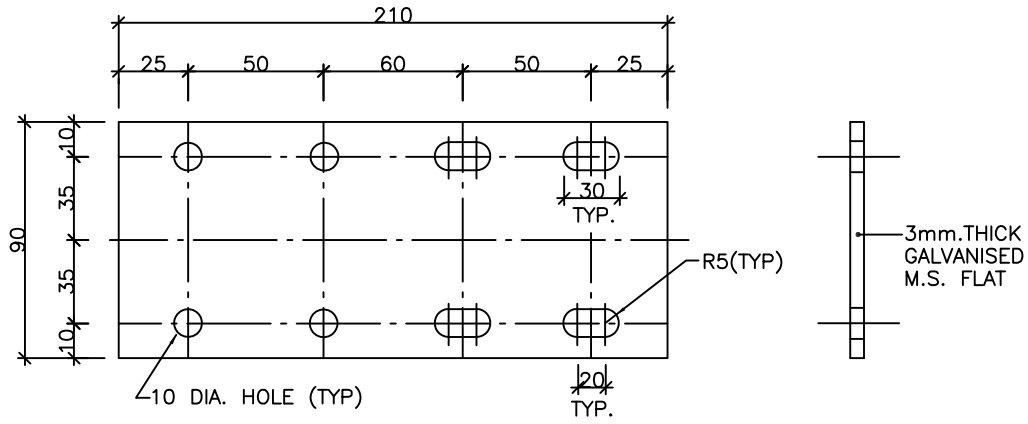 210
25
50
60
50
25
10
35
90
35
10
30
TYP.
R5(TYP)
3mm.THICK
GALVANISED
M.S. FLAT
20
TYP.
10 DIA. HOLE (TYP)